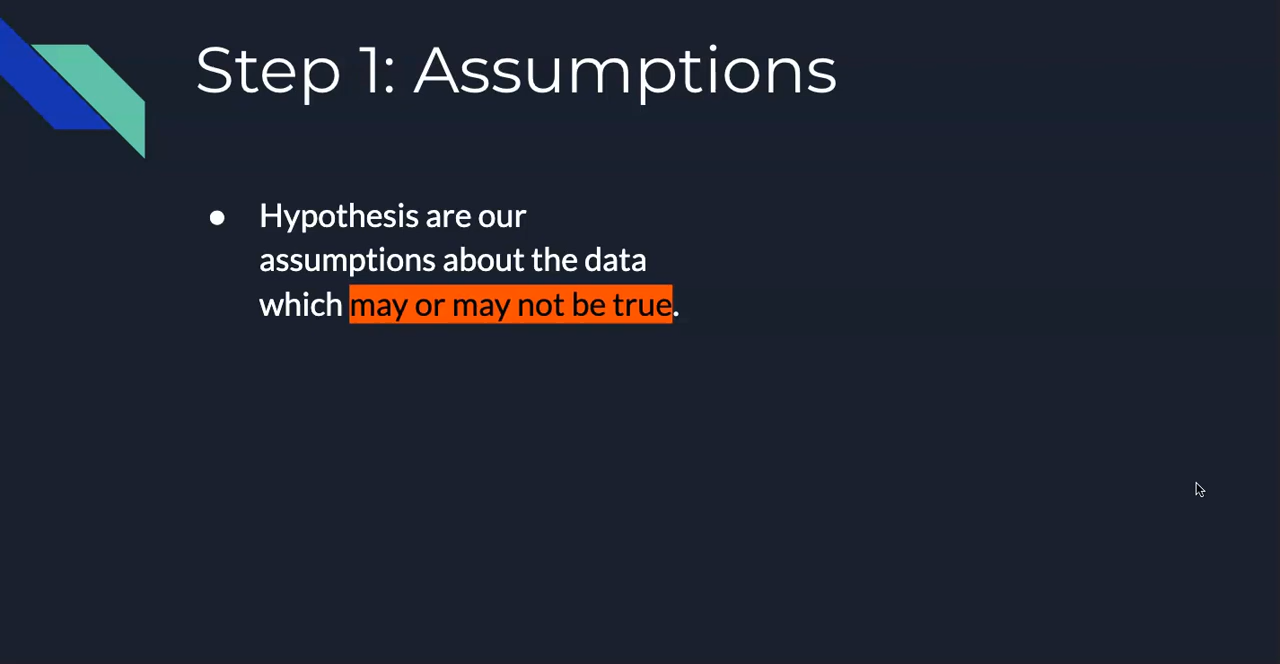 Step 1: Assumptions
● Hypothesis are our
assumptions about the data
which may or may not be true.